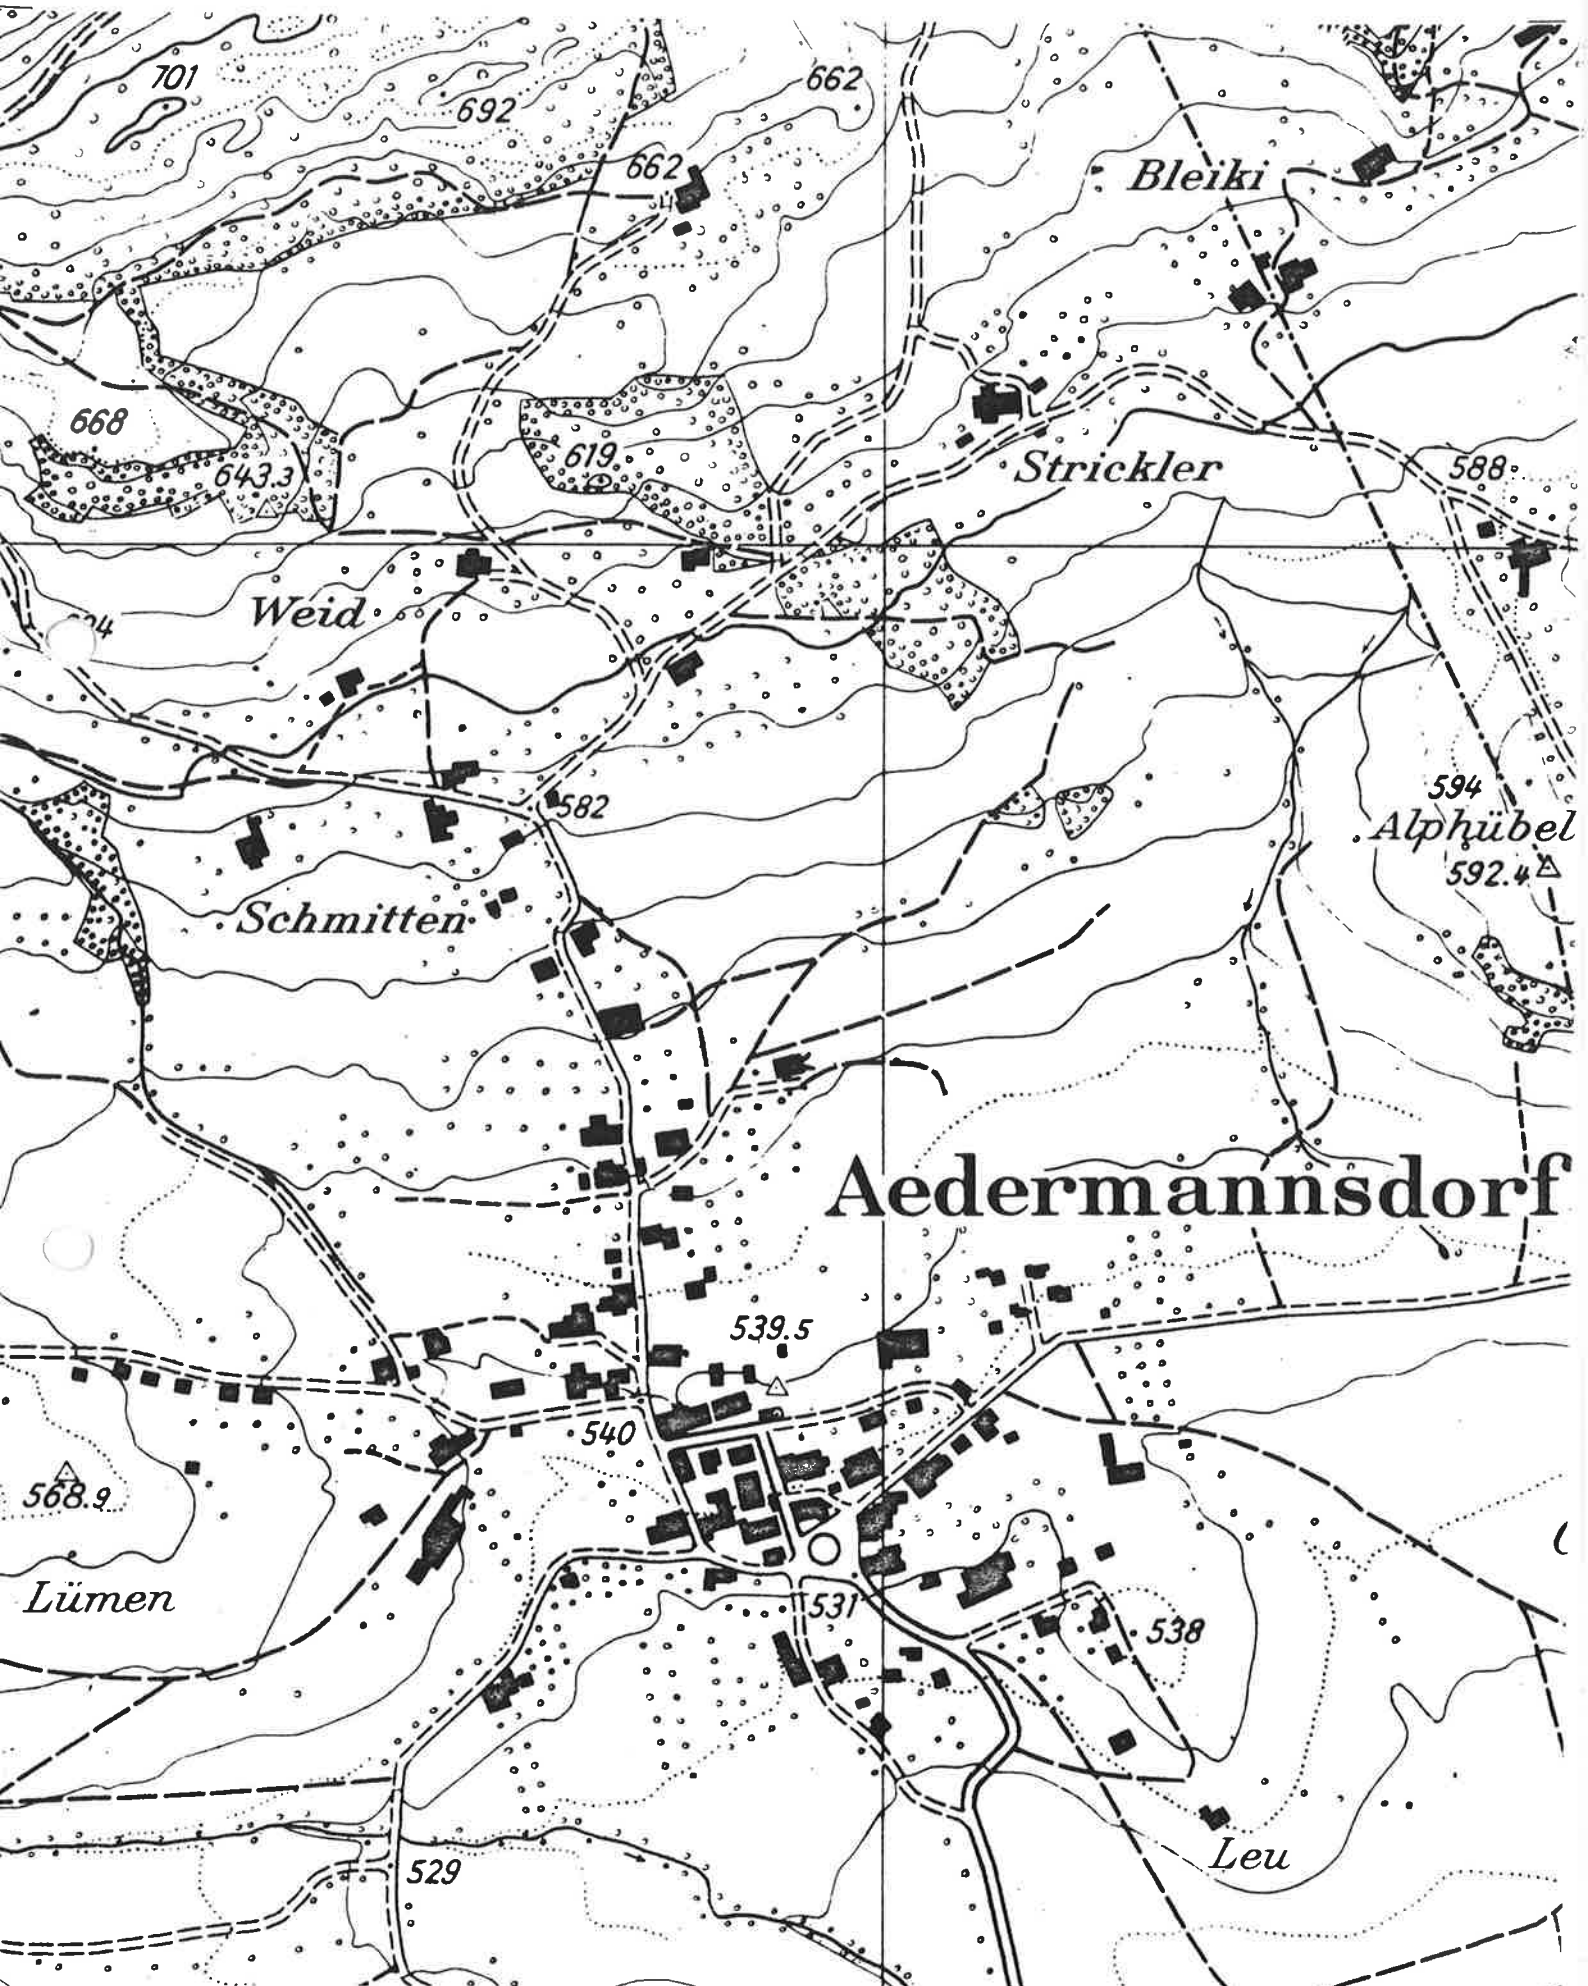 701
692
662
662
Bleiki
668
643.3
619
Strickler
588
Weid
582
594
Alphübel
592.4
Schmitten
Aedermannsdorf
539.5
540
568.9
Lümen
531
538
Leu
529